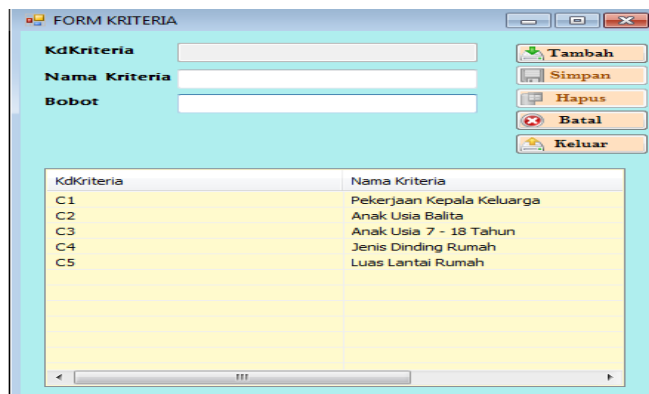 FORM KRITERIA
KdKriteria
Tambah
Nama Kriteria
Simpan
Bobot
Hapus
Batal
Keluar
KdKriteria Nama Kriteria
C1 Pekerjaan Kepala Keluarga
C2 Anak Usia Balita
C3 Anak Usia 7 - 18 Tahun
C4 Jenis Dinding Rumah
C5 Luas Lantai Rumah